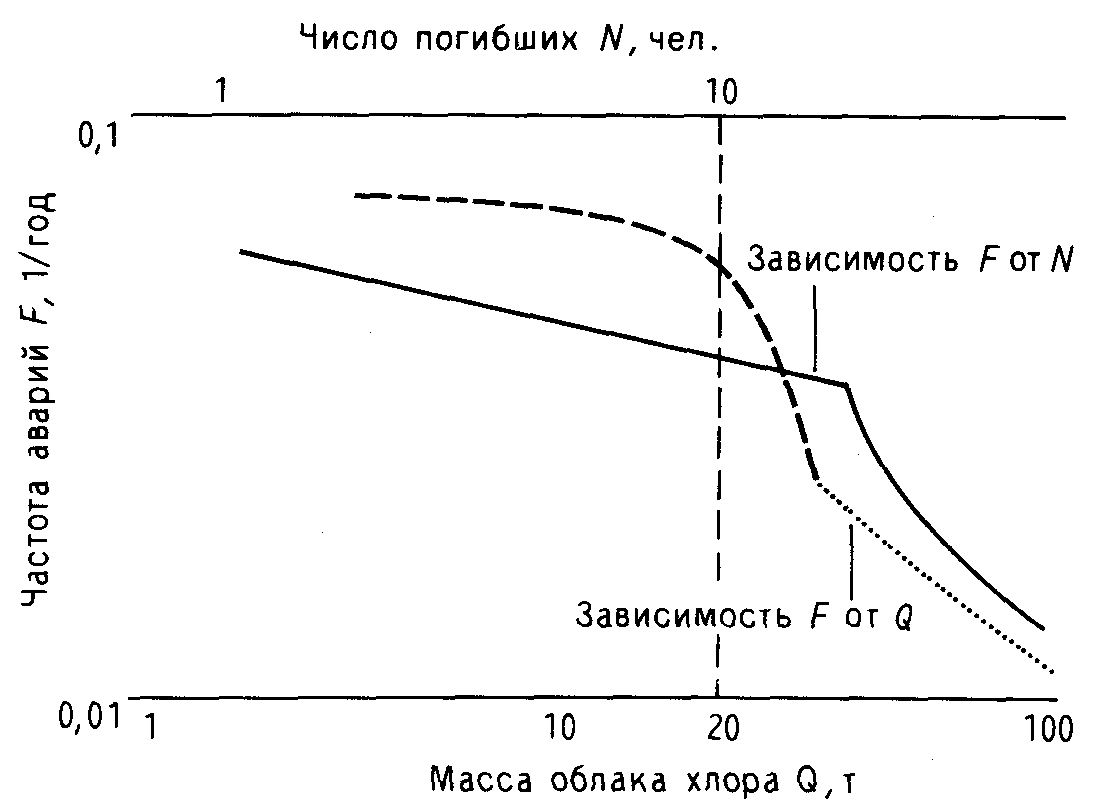 Число погибших N, чел.
1 10
0,1
Частота аварий F, 1/год
Зависимость F от N
Зависимость F от Q
0,01
1 10 20 100
Масса облака хлора Q, т